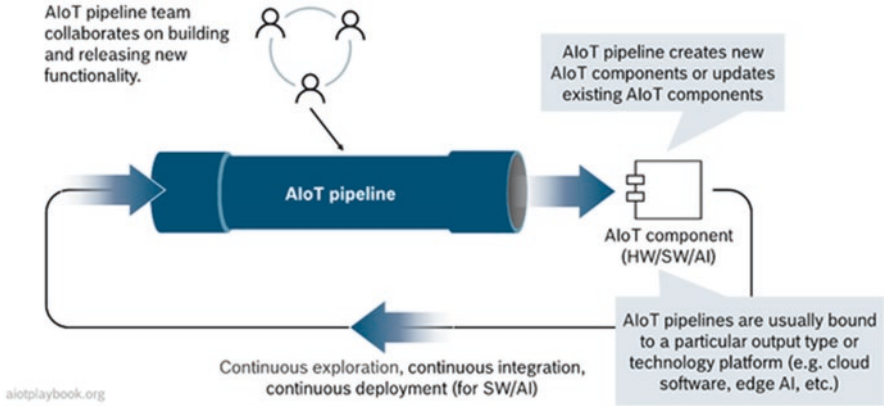 AIoT pipeline team
collaborates on building
and releasing new
functionality.
AIoT pipeline creates new
AIoT components or updates
existing AIoT components
AIoT pipeline
AIoT component
(HW/SW/AI)
AIoT pipelines are usually bound
to a particular output type or
technology platform (e.g. cloud
software, edge AI, etc.)
Continuous exploration, continuous integration,
continuous deployment (for SW/AI)
aiotplaybook.org